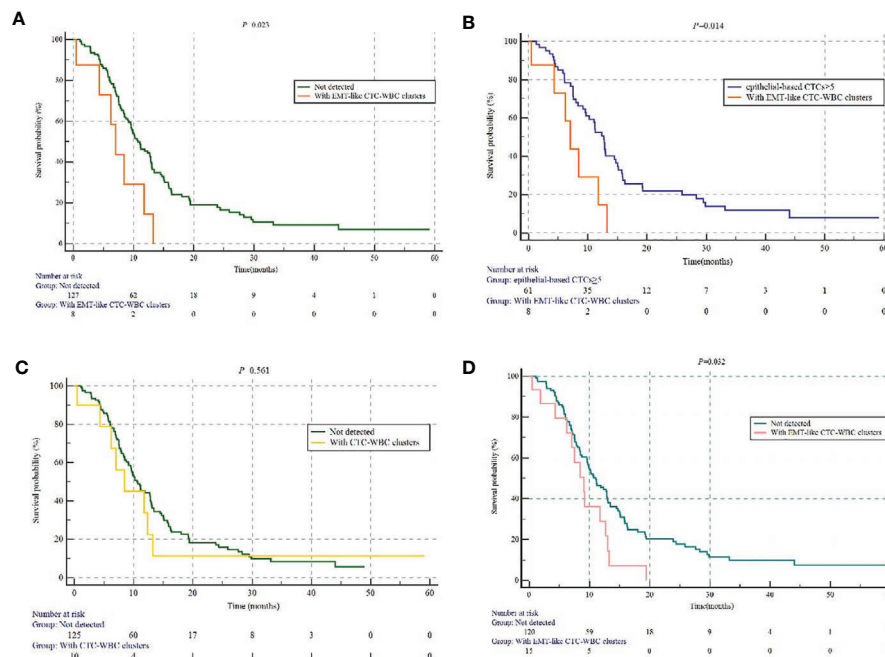 A
P=0.023
Survival probability (%)
100
80
60
40
20
0
Not detected
With EMT-like CTC-WBC clusters
0 10 20 30 40 50 60
Time(months)
Number at risk
Group: Not detected
127 62 18 9 4 1 0
Group: With EMT-like CTC-WBC clusters
8 2 0 0 0 0 0
B
P=0.014
Survival probability (%)
100
80
60
40
20
0
epithelial-based CTCs≥5
With EMT-like CTC-WBC clusters
0 10 20 30 40 50 60
Time(months)
Number at risk
Group: epithelial-based CTCs≥5
61 35 12 7 3 1 0
Group: With EMT-like CTC-WBC clusters
8 2 0 0 0 0 0
C
P=0.561
Survival probability (%)
100
80
60
40
20
0
Not detected
With CTC-WBC clusters
0 10 20 30 40 50 60
Time (months)
Number at risk
Group: Not detected
125 60 17 8 3 0 0
Group: With CTC-WBC clusters
10 4 1 1 1 1 0
D
P=0.032
Survival probability (%)
100
80
60
40
20
0
Not detected
With EMT-like CTC-WBC clusters
0 10 20 30 40 50
Time(months)
Number at risk
Group: Not detected
120 59 18 9 4 1
Group: With EMT-like CTC-WBC clusters
15 5 0 0 0 0